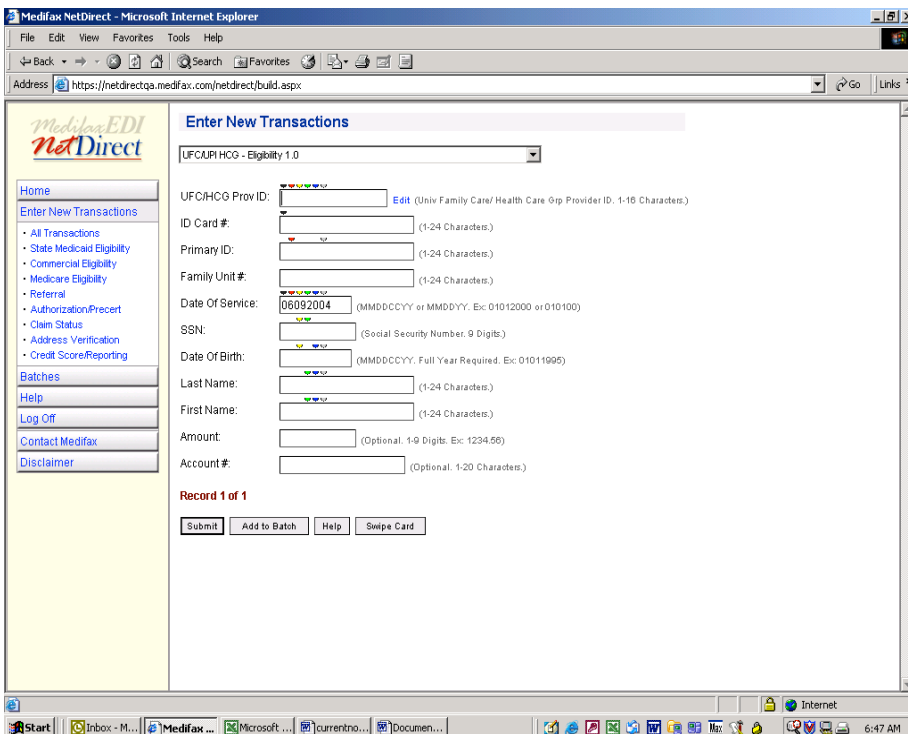 Medifax NetDirect - Microsoft Internet Explorer
File Edit View Favorites Tools Help
Back Search Favorites
Address https://netdirectqa.medifax.com/netdirect/build.aspx Go Links
MedifaxEDI
NetDirect
Home
Enter New Transactions
All Transactions
State Medicaid Eligibility
Commercial Eligibility
Medicare Eligibility
Referral
Authorization/Precert
Claim Status
Address Verification
Credit Score/Reporting
Batches
Help
Log Off
Contact Medifax
Disclaimer
Enter New Transactions
UFC/UPI HCG - Eligibility 1.0
UFC/HCG Prov ID: Edit (Univ Family Care/ Health Care Grp Provider ID. 1-16 Characters.)
ID Card #: (1-24 Characters.)
Primary ID: (1-24 Characters.)
Family Unit #: (1-24 Characters.)
Date Of Service: 06092004 (MMDDCCYY or MMDDYY. Ex: 01012000 or 010100)
SSN: (Social Security Number. 9 Digits.)
Date Of Birth: (MMDDCCYY. Full Year Required. Ex: 01011995)
Last Name: (1-24 Characters.)
First Name: (1-24 Characters.)
Amount: (Optional. 1-9 Digits. Ex: 1234.56)
Account #: (Optional. 1-20 Characters.)
Record 1 of 1
Submit Add to Batch Help Swipe Card
Internet
Start Inbox - M... Medifax ... Microsoft ... currentno... Documen... 6:47 AM